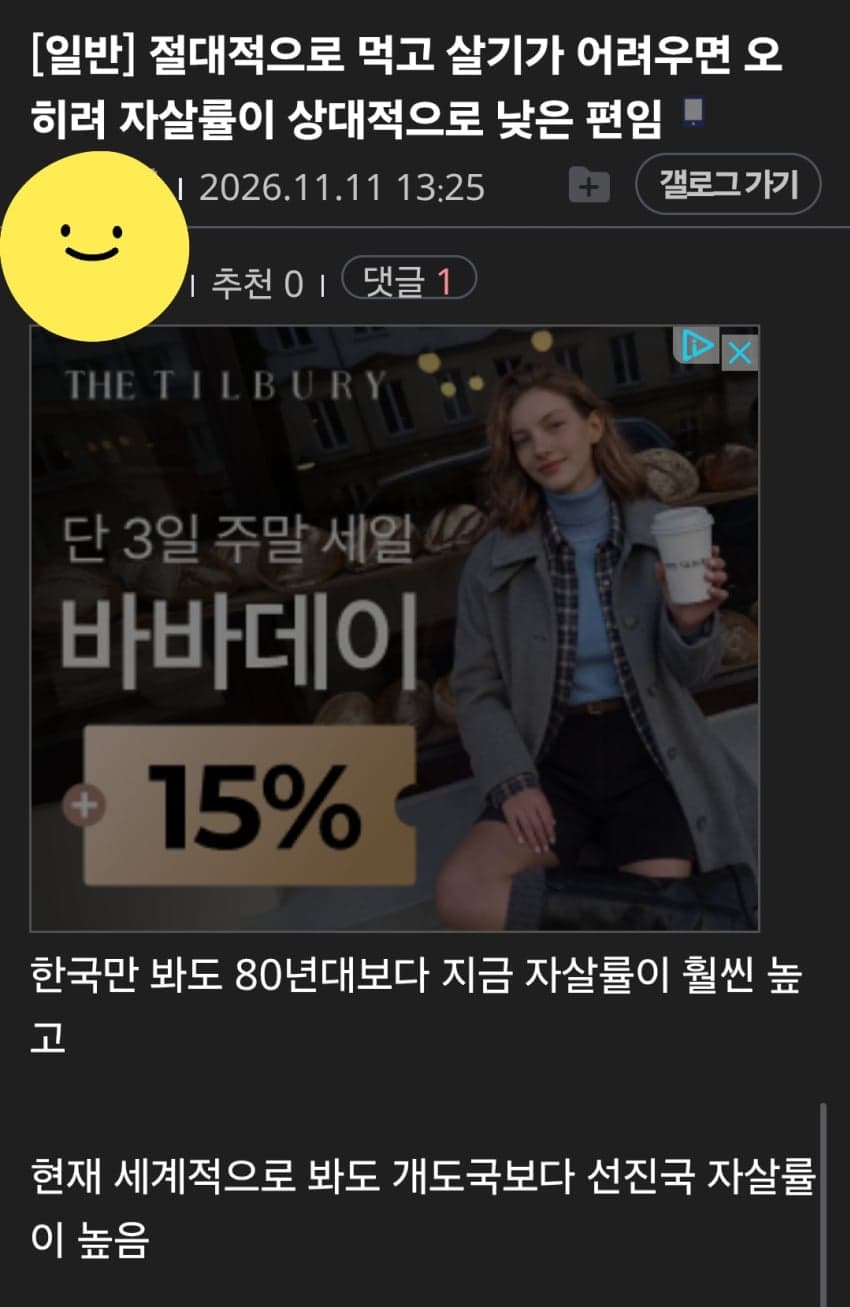 [일반] 절대적으로 먹고 살기가 어려우면 오
히려 자살률이 상대적으로 낮은 편임
2026.11.11 13:25
갤로그 가기
추천 0
댓글 1
THE TILBURY
단 3일 주말 세일
바바데이
15%
한국만 봐도 80년대보다 지금 자살률이 훨씬 높
고
현재 세계적으로 봐도 개도국보다 선진국 자살률
이 높음